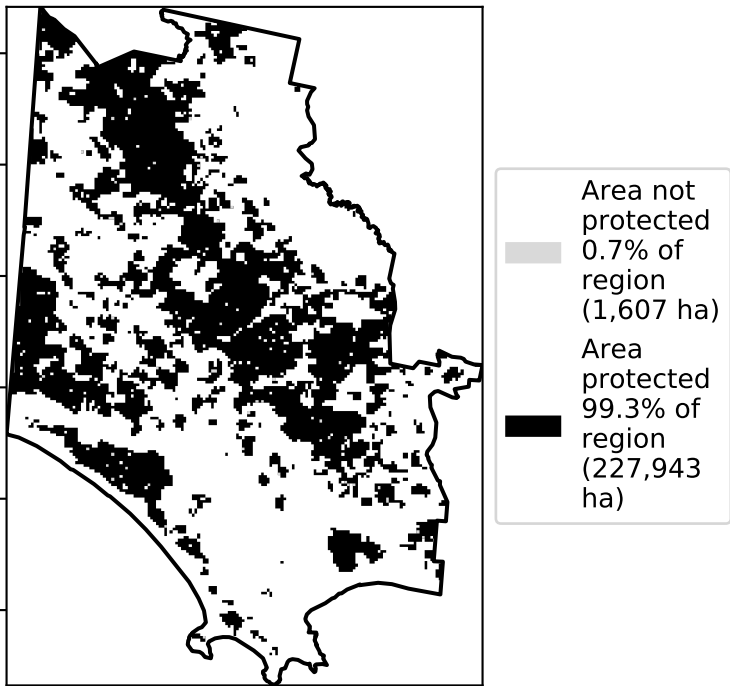 Area not
protected
0.7% of
region
(1,607 ha)
Area
protected
99.3% of
region
(227,943
ha)